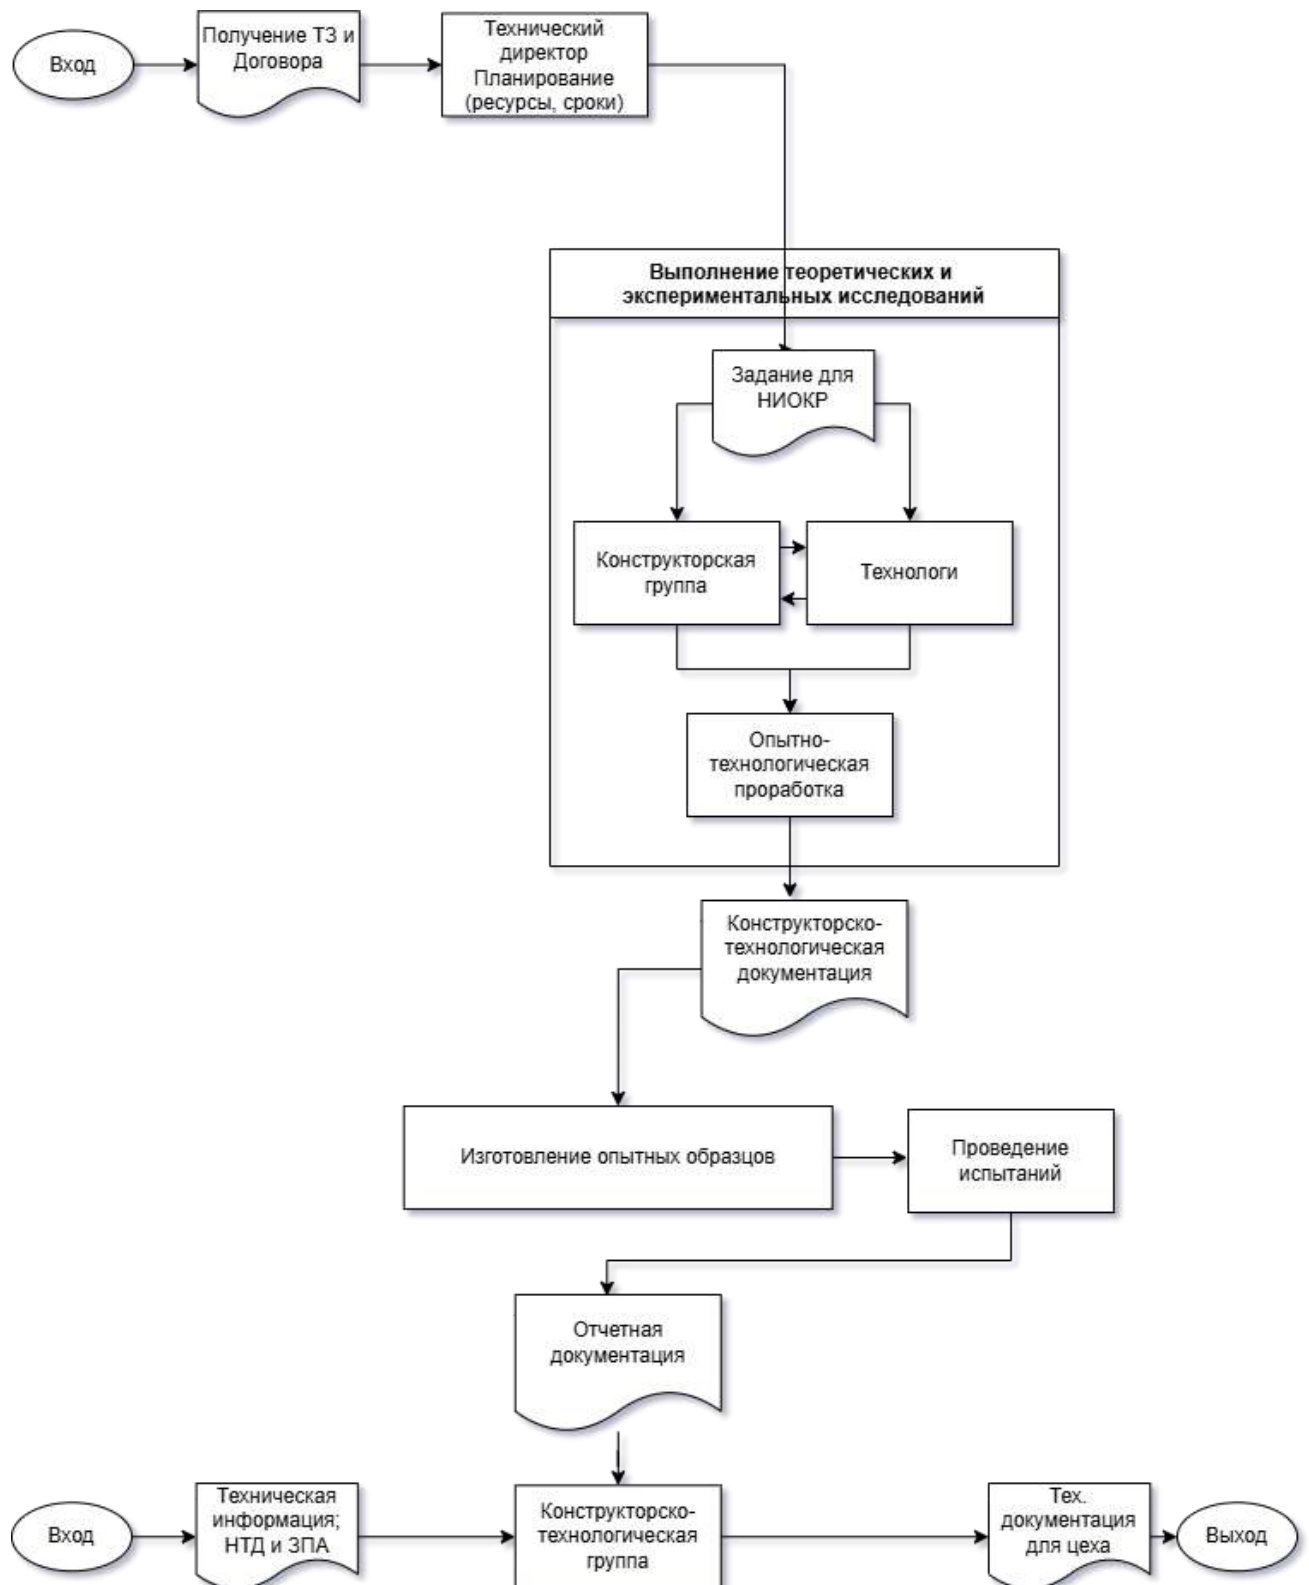 Вход
Получение ТЗ и
Договора
Технический
директор
Планирование
(ресурсы, сроки)
Выполнение теоретических и
экспериментальных исследований
Задание для
НИОКР
Конструкторская
группа
Технологи
Опытно-
технологическая
проработка
Конструкторско-
технологическая
документация
Изготовление опытных образцов
Проведение
испытаний
Отчетная
документация
Вход
Техническая
информация;
НТД и ЗПА
Конструкторско-
технологическая
группа
Тех.
документация
для цеха
Выход